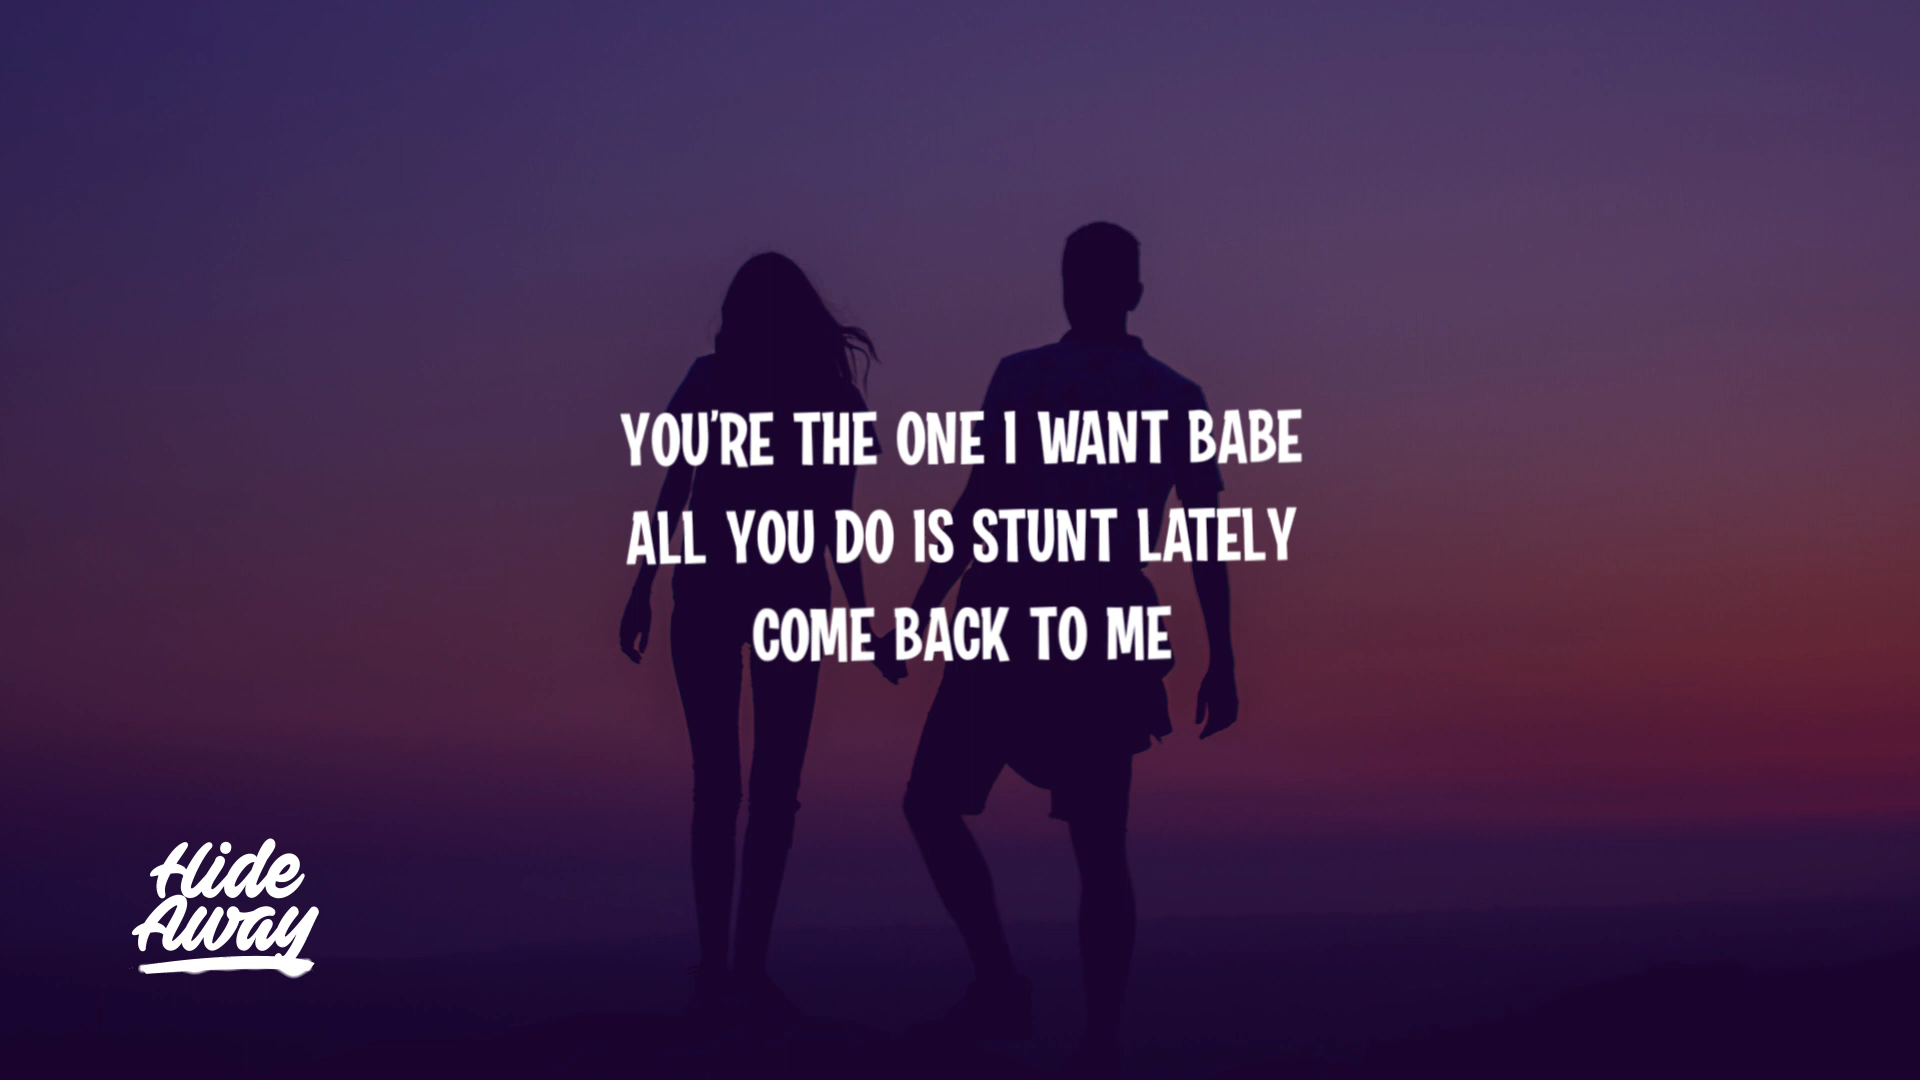 YOU'RE THE ONE I WANT BABE
ALL YOU DO IS STUNT LATELY
COME BACK TO ME
Hide
Away